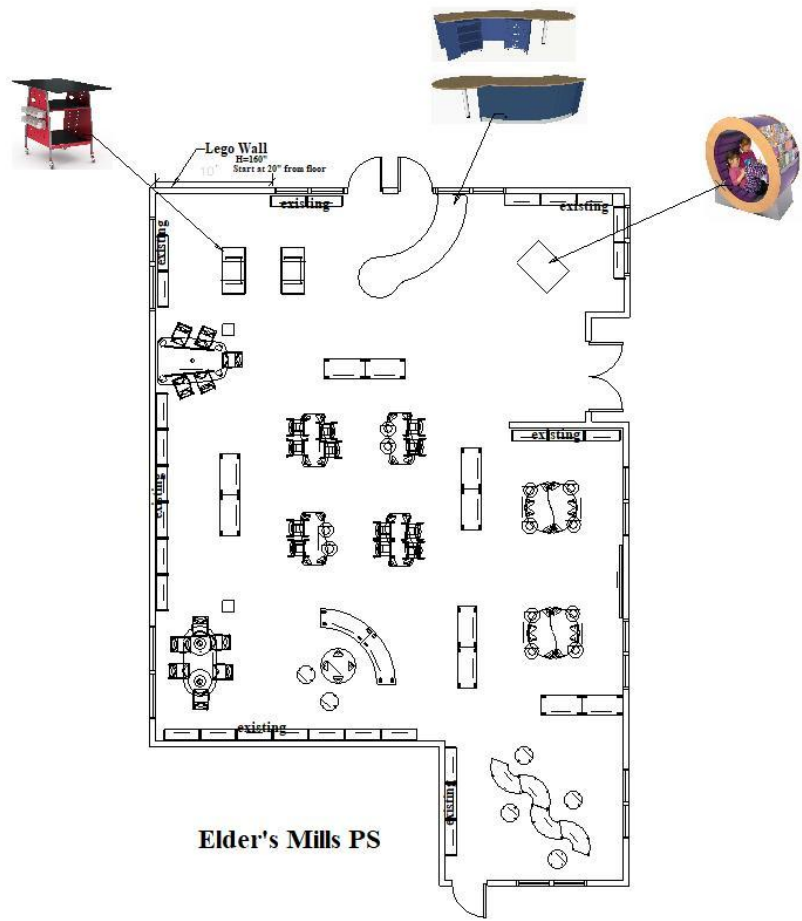 Lego Wall
H=160"
10'
Start at 20" from floor
existing
existing
existing
existing
existing
existing
existing
Elder's Mills PS